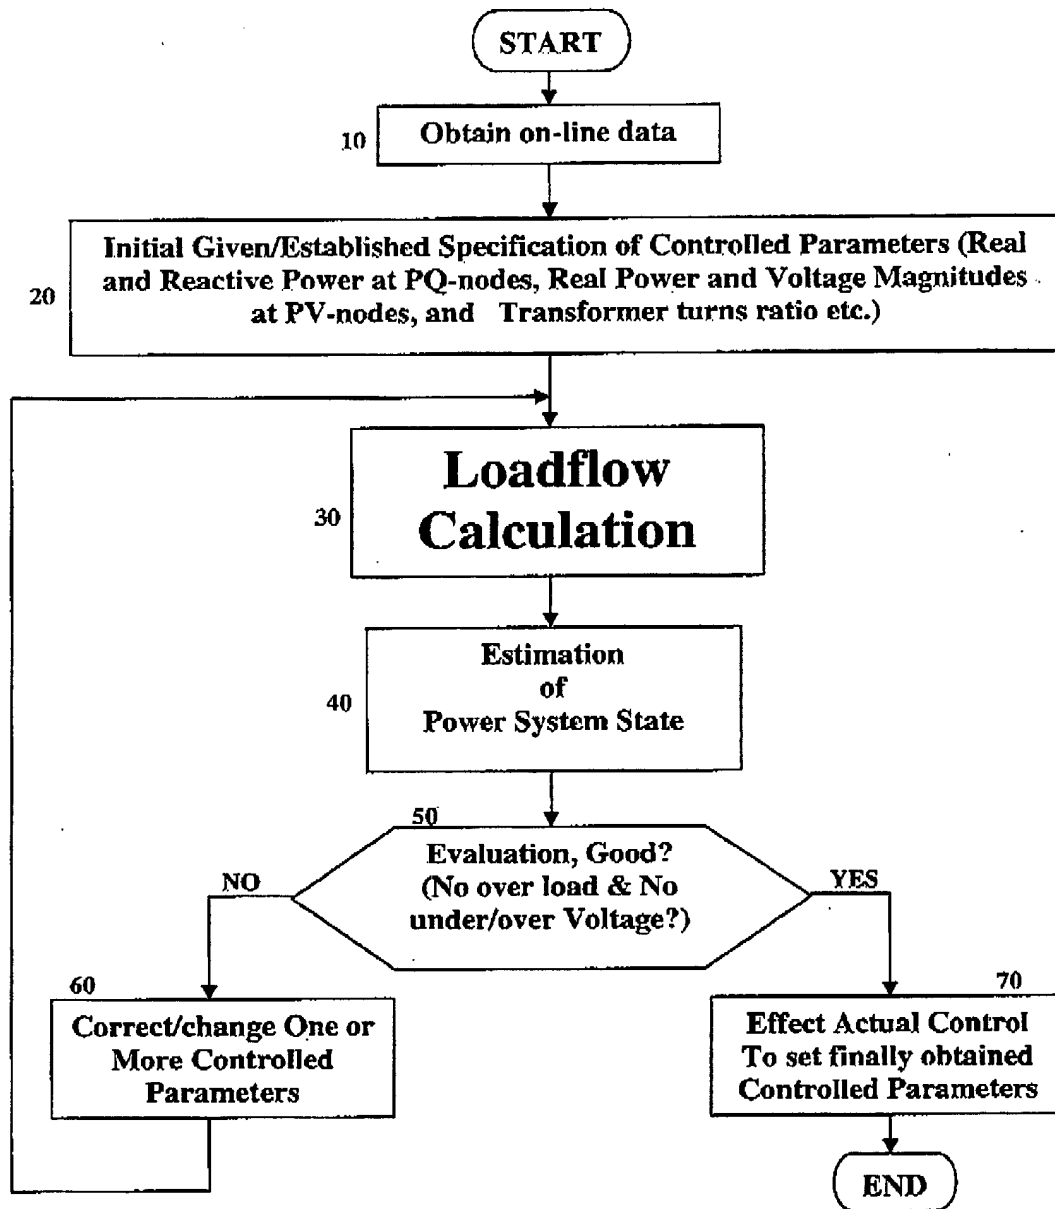 START
10
Obtain on-line data
Initial Given/Established Specification of Controlled Parameters (Real
and Reactive Power at PQ-nodes, Real Power and Voltage Magnitudes
20
at PV-nodes, and Transformer turns ratio etc.)
Loadflow
30
Calculation
Estimation
of
40
Power System State
50
Evaluation, Good?
NO
(No over load & No
YES
under/over Voltage?)
60
Correct/change One or
More Controlled
Parameters
70
Effect Actual Control
To set finally obtained
Controlled Parameters
END